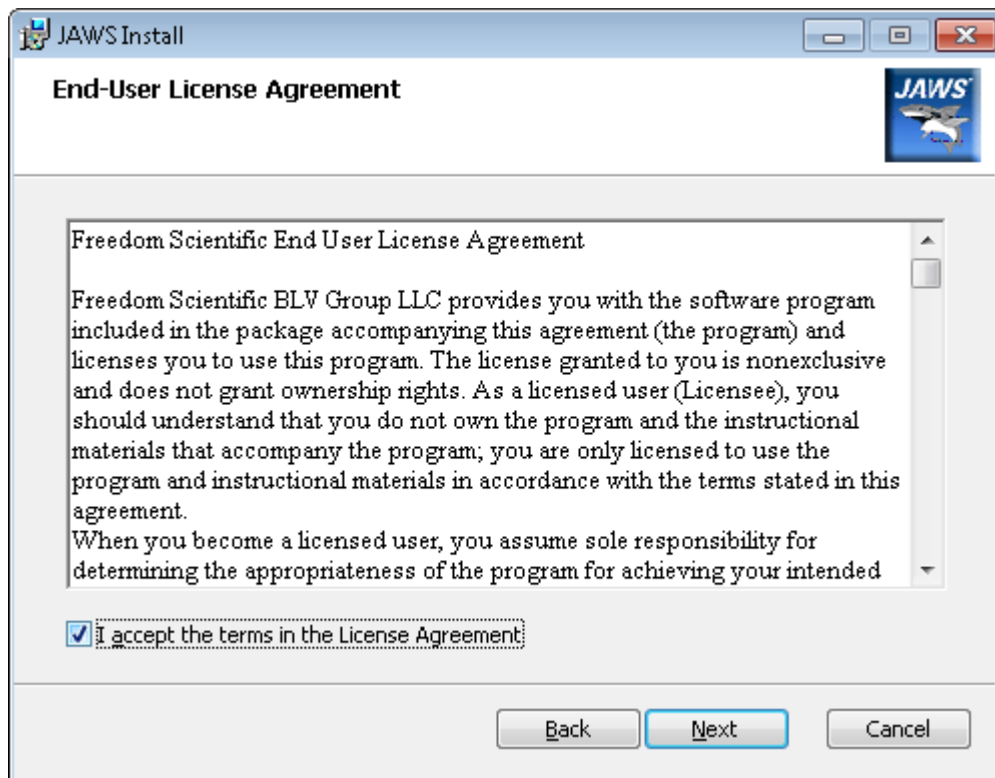 JAWS Install
End-User License Agreement
JAWS
Freedom Scientific End User License Agreement
Freedom Scientific BLV Group LLC provides you with the software program
included in the package accompanying this agreement (the program) and
licenses you to use this program. The license granted to you is nonexclusive
and does not grant ownership rights. As a licensed user (Licensee), you
should understand that you do not own the program and the instructional
materials that accompany the program; you are only licensed to use the
program and instructional materials in accordance with the terms stated in this
agreement.
When you become a licensed user, you assume sole responsibility for
determining the appropriateness of the program for achieving your intended
I accept the terms in the License Agreement
Back Next Cancel